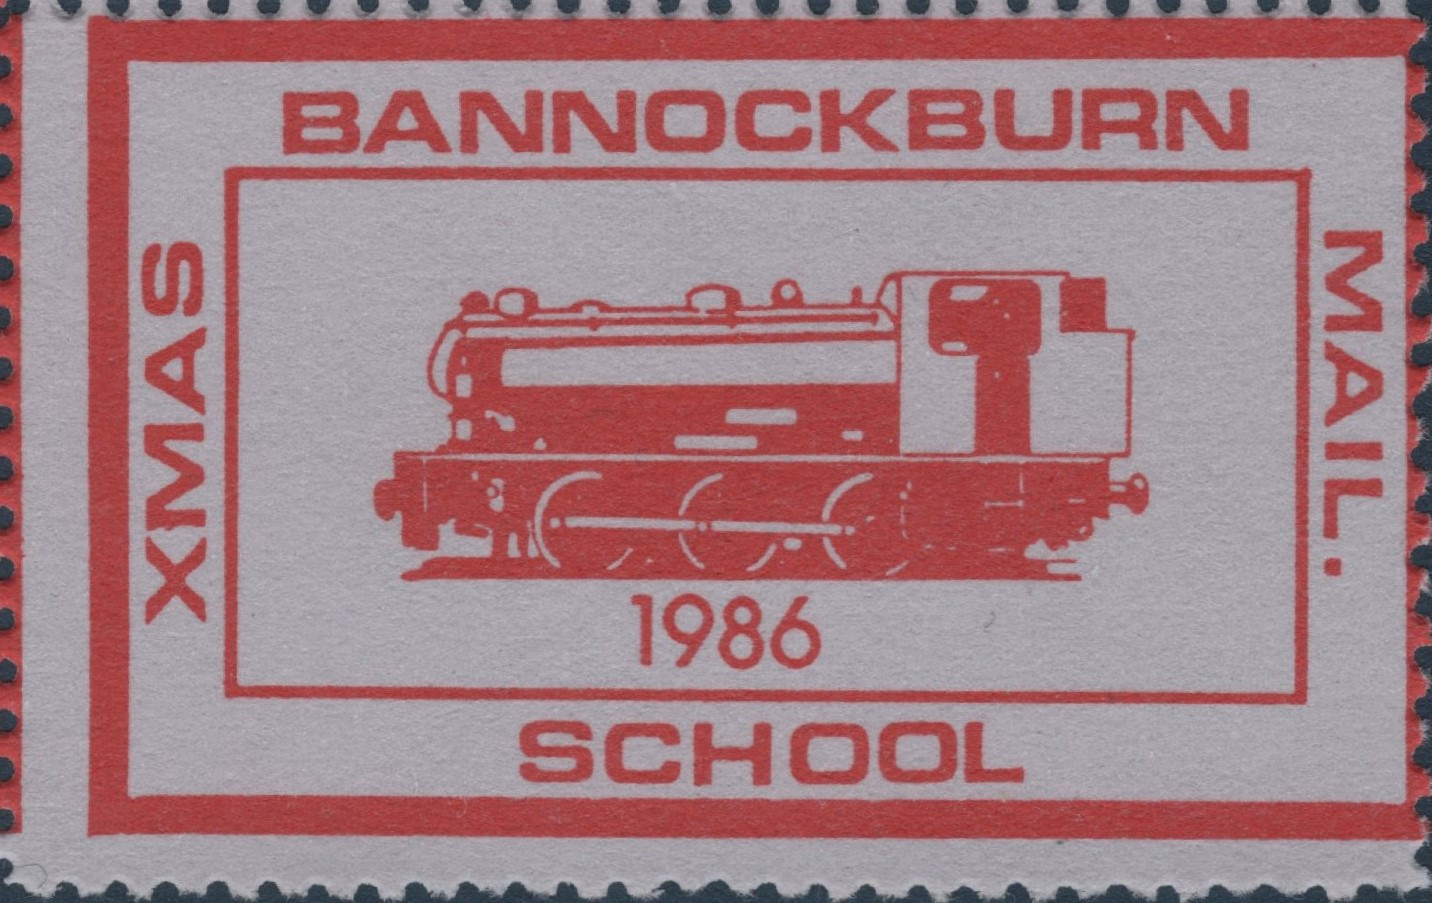 BANNOCKBURN
XMAS
MAIL.
1986
SCHOOL